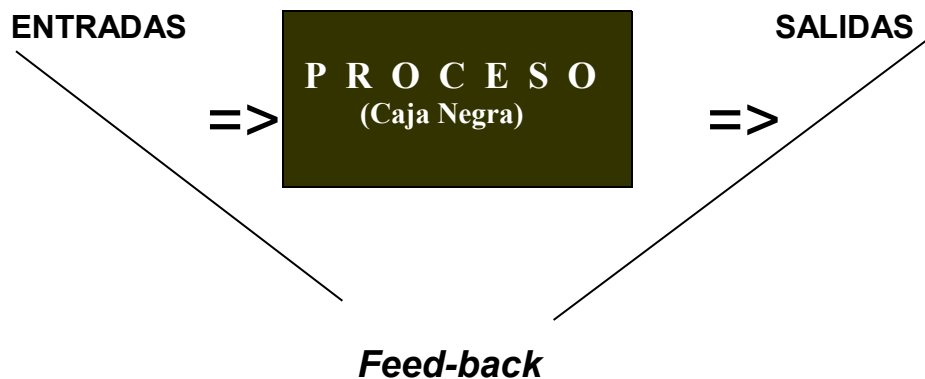 ENTRADAS
SALIDAS
P R O C E S O
(Caja Negra)
=>
=>
Feed-back